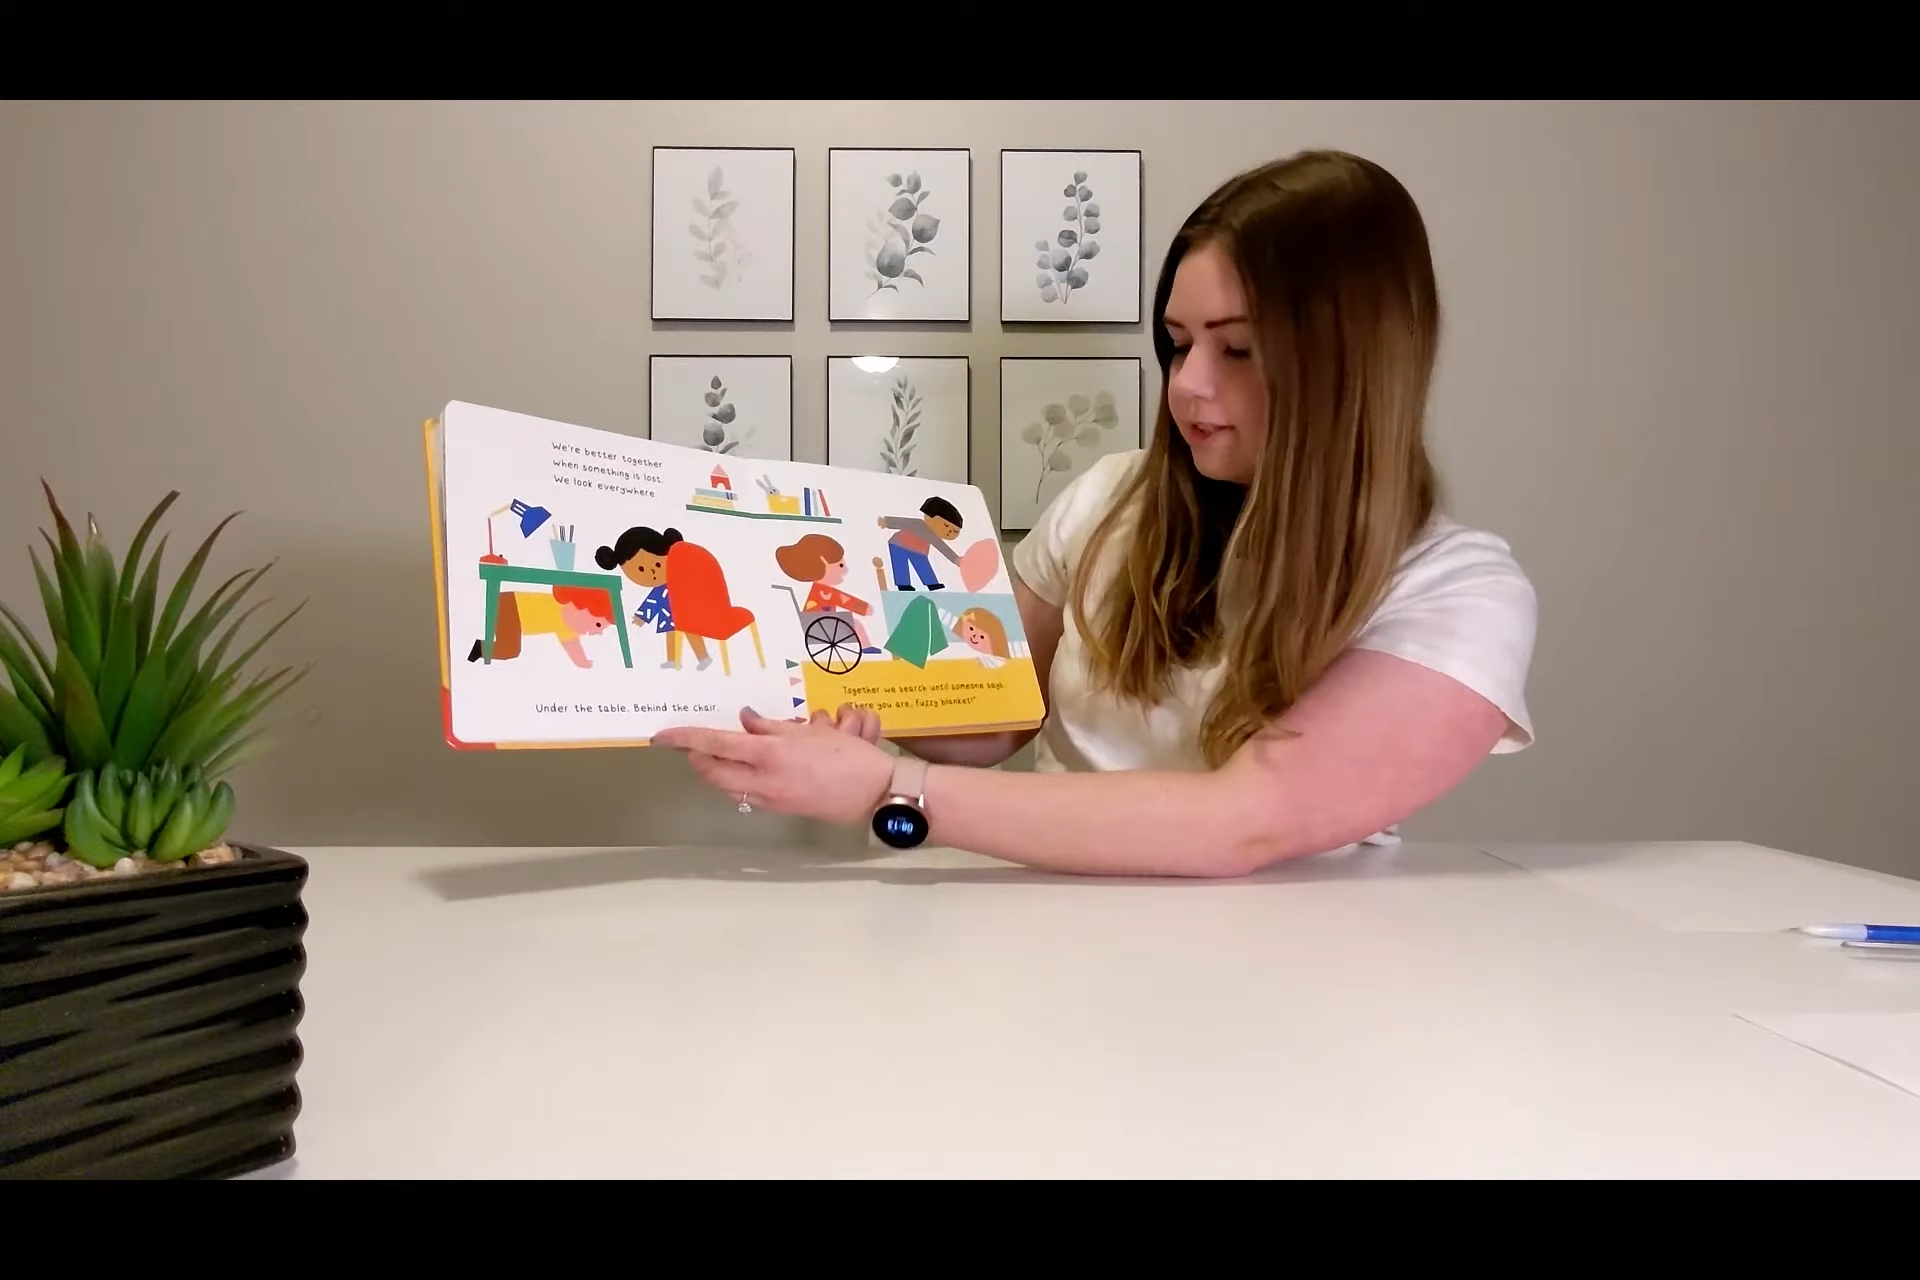 We're better together
when something is lost.
We look everywhere.
Under the table. Behind the chair.
Together we search until someone says,
"There you are, fuzzy blanket!"